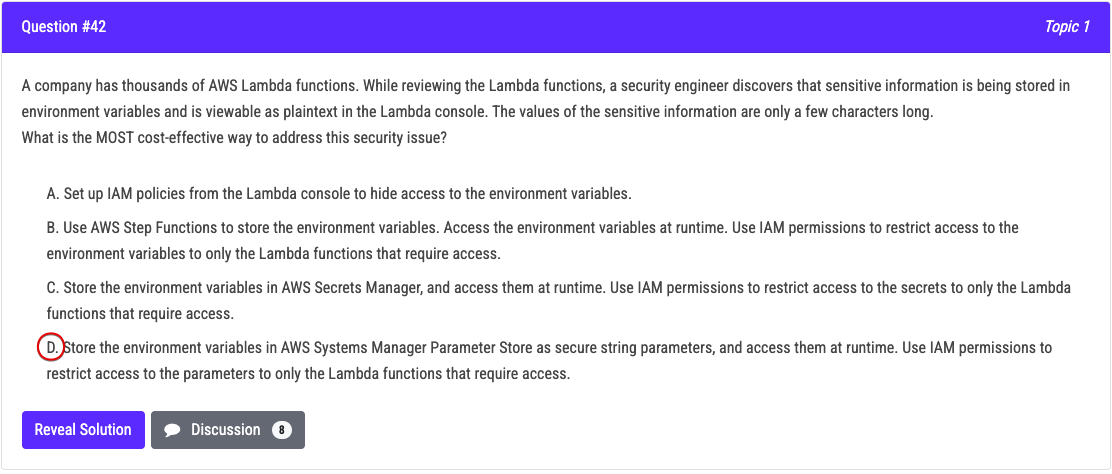 Question #42
Topic 1
A company has thousands of AWS Lambda functions. While reviewing the Lambda functions, a security engineer discovers that sensitive information is being stored in
environment variables and is viewable as plaintext in the Lambda console. The values of the sensitive information are only a few characters long.
What is the MOST cost-effective way to address this security issue?
A. Set up IAM policies from the Lambda console to hide access to the environment variables.
B. Use AWS Step Functions to store the environment variables. Access the environment variables at runtime. Use IAM permissions to restrict access to the
environment variables to only the Lambda functions that require access.
C. Store the environment variables in AWS Secrets Manager, and access them at runtime. Use IAM permissions to restrict access to the secrets to only the Lambda
functions that require access.
D. Store the environment variables in AWS Systems Manager Parameter Store as secure string parameters, and access them at runtime. Use IAM permissions to
restrict access to the parameters to only the Lambda functions that require access.
Reveal Solution
Discussion 8